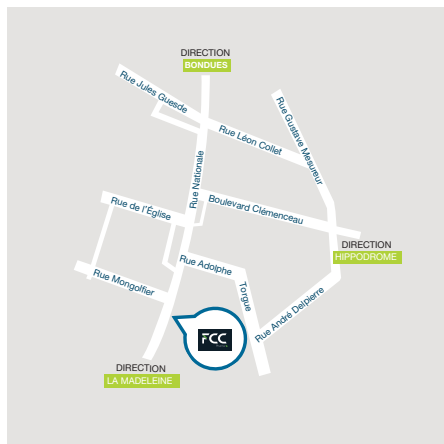 DIRECTION
BONDUES
Rue Jules Guesde
Rue Gustave Mesureur
Rue Léon Collet
Rue Nationale
Rue de l'Église
Boulevard Clémenceau
DIRECTION
HIPPODROME
Rue Adolphe
Torgue
Rue Mongolfier
Rue André Delpierre
FCC
DIRECTION
LA MADELEINE